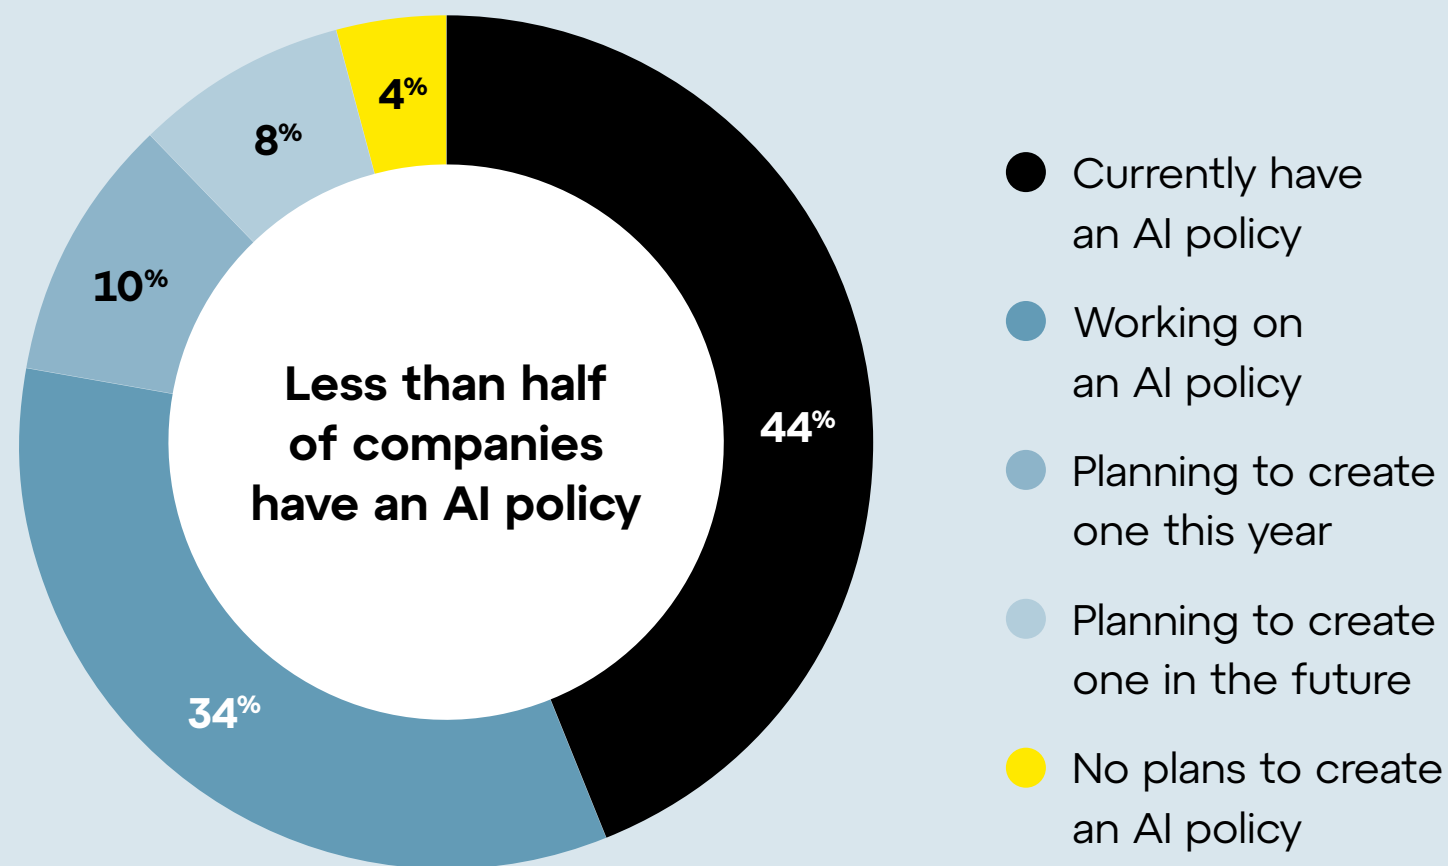 4%
8%
10%
44%
34%
Less than half
of companies
have an AI policy
Currently have
an AI policy
Working on
an AI policy
Planning to create
one this year
Planning to create
one in the future
No plans to create
an AI policy